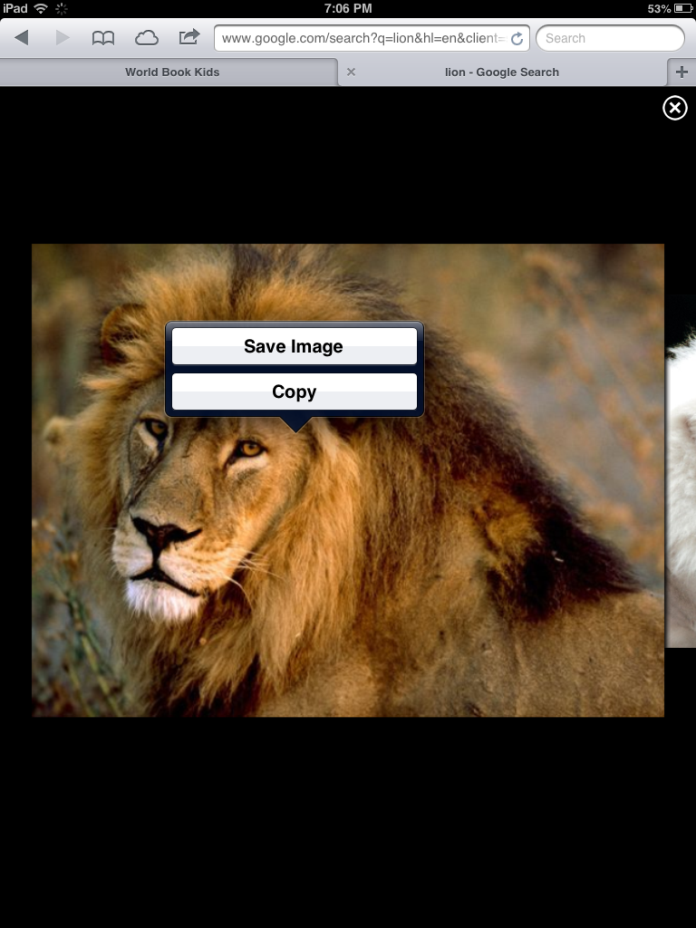 iPad 7:06 PM 53%
www.google.com/search?q=lion&hl=en&client= Search
World Book Kids lion - Google Search
Save Image
Copy